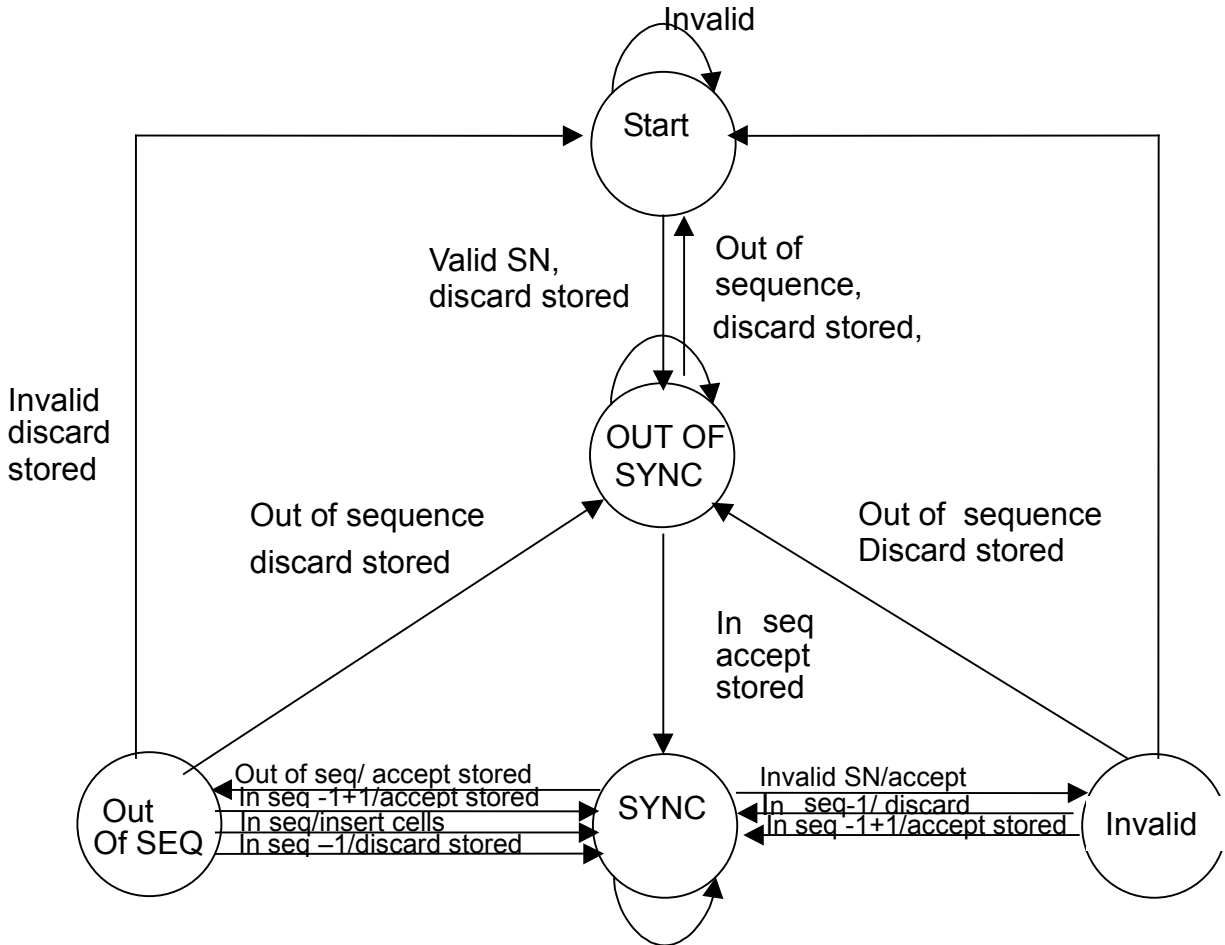 Invalid
Start
Valid SN,
discard stored
Out of
sequence,
discard stored,
Invalid
discard
stored
OUT OF
SYNC
Out of sequence
discard stored
Out of sequence
Discard stored
In seq
accept
stored
Out of seq/ accept stored
In seq -1+1/accept stored
In seq/insert cells
In seq –1/discard stored
Out
Of SEQ
SYNC
Invalid SN/accept
In seq-1/ discard
In seq -1+1/accept stored
Invalid